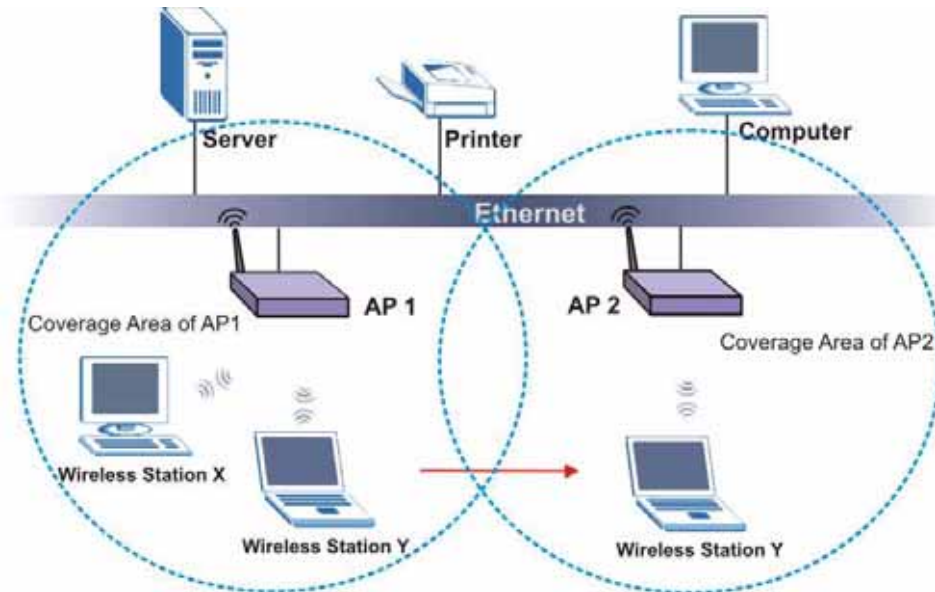 Server
Printer
Computer
Ethernet
AP 1
AP 2
Coverage Area of AP1
Coverage Area of AP2
Wireless Station X
Wireless Station Y
Wireless Station Y